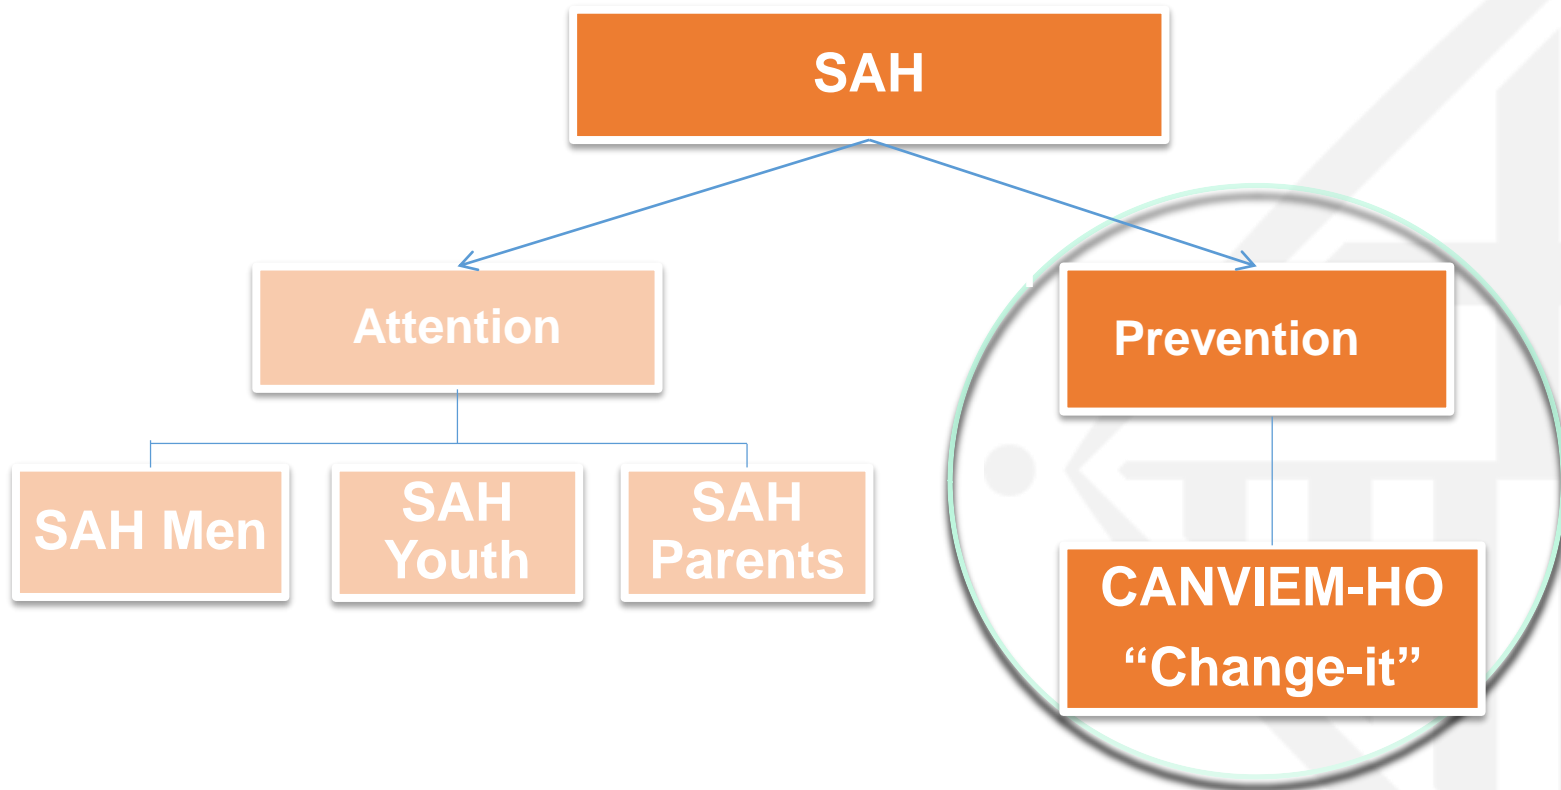 SAH
Attention
Prevention
SAH Men
SAH
Youth
SAH
Parents
CANVIEM-HO
“Change-it”